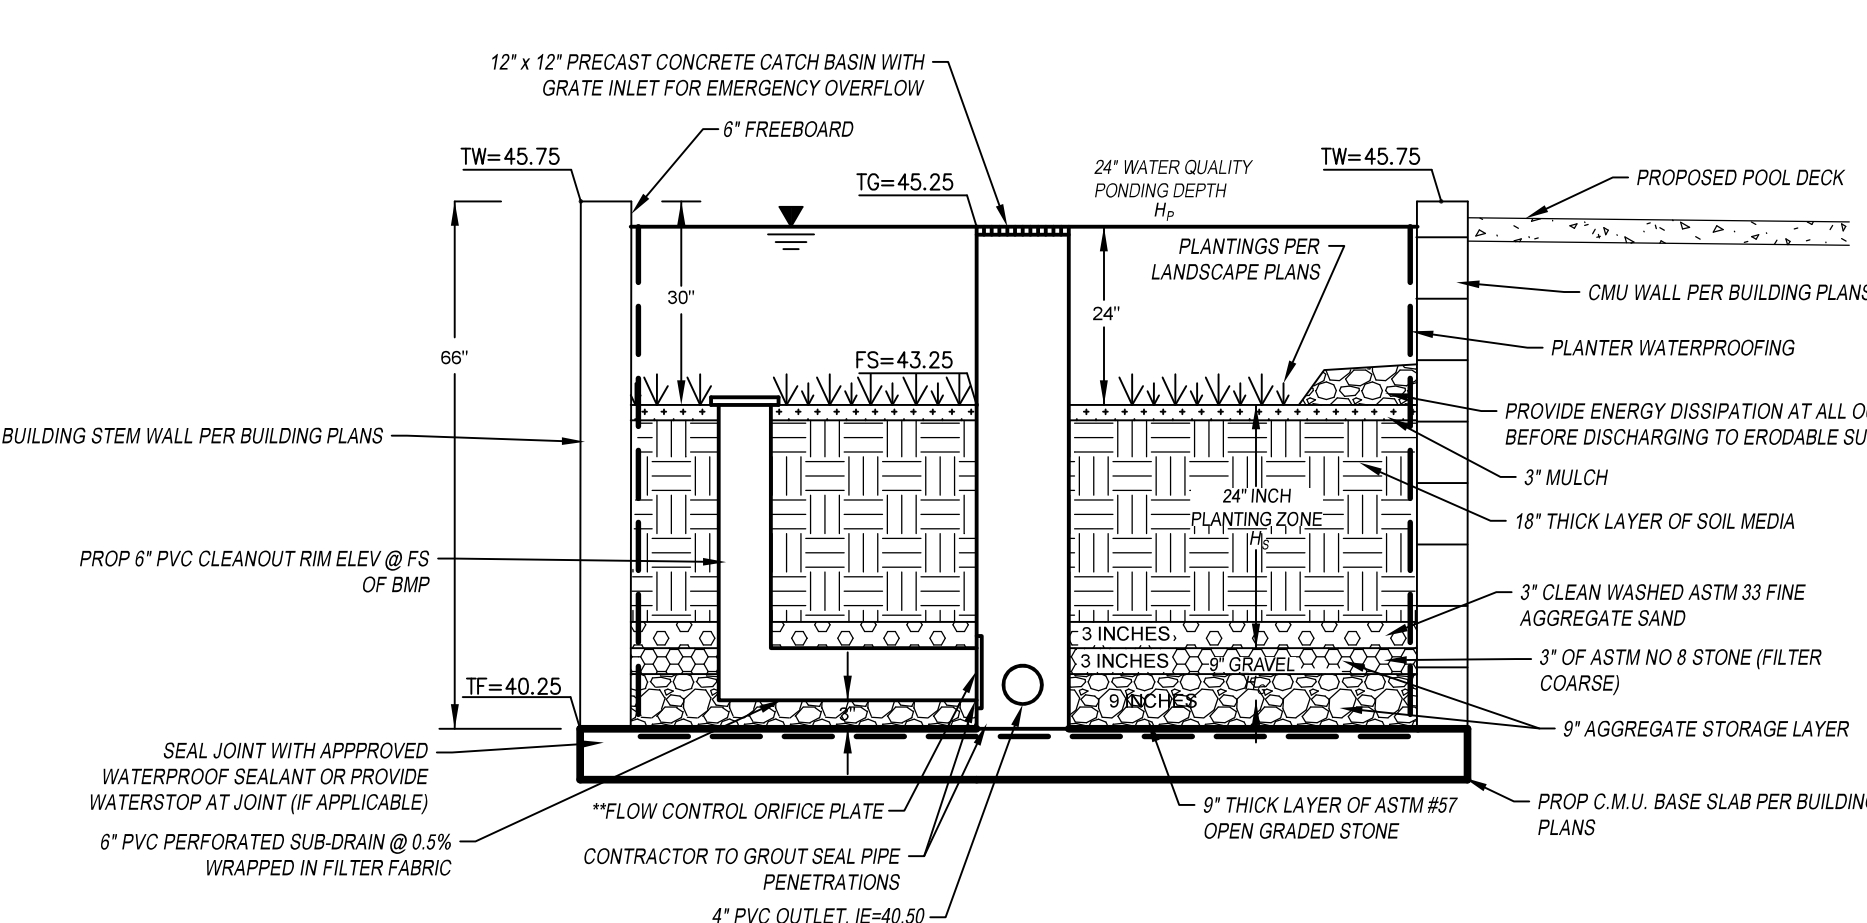 12" x 12" PRECAST CONCRETE CATCH BASIN WITH
GRATE INLET FOR EMERGENCY OVERFLOW
6" FREEBOARD
TW=45.75
TG=45.25
24" WATER QUALITY
PONDING DEPTH
HP
TW=45.75
PROPOSED POOL DECK
PLANTINGS PER
LANDSCAPE PLANS
30"
24"
CMU WALL PER BUILDING PLANS
66"
FS=43.25
PLANTER WATERPROOFING
BUILDING STEM WALL PER BUILDING PLANS
PROVIDE ENERGY DISSIPATION AT ALL
BEFORE DISCHARGING TO ERODABLE
3" MULCH
24" INCH
PLANTING ZONE
HS
18" THICK LAYER OF SOIL MEDIA
PROP 6" PVC CLEANOUT RIM ELEV @ FS
OF BMP
3" CLEAN WASHED ASTM 33 FINE
AGGREGATE SAND
3 INCHES
3 INCHES
9" GRAVEL
3" OF ASTM NO 8 STONE (FILTER
COARSE)
TF=40.25
9 INCHES
3"
9" AGGREGATE STORAGE LAYER
SEAL JOINT WITH APPPROVED
WATERPROOF SEALANT OR PROVIDE
WATERSTOP AT JOINT (IF APPLICABLE)
6" PVC PERFORATED SUB-DRAIN @ 0.5%
WRAPPED IN FILTER FABRIC
**FLOW CONTROL ORIFICE PLATE
CONTRACTOR TO GROUT SEAL PIPE
PENETRATIONS
4" PVC OUTLET, IE=40.50
9" THICK LAYER OF ASTM #57
OPEN GRADED STONE
PROP C.M.U. BASE SLAB PER BUILDING
PLANS